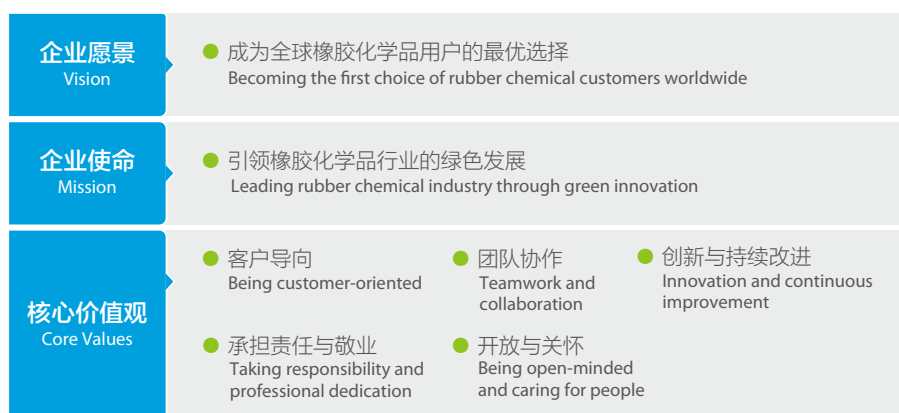 企业愿景
Vision
成为全球橡胶化学品用户的最优选择
Becoming the first choice of rubber chemical customers worldwide
企业使命
Mission
引领橡胶化学品行业的绿色发展
Leading rubber chemical industry through green innovation
核心价值观
Core Values
客户导向
Being customer-oriented
团队协作
Teamwork and
collaboration
创新与持续改进
Innovation and continuous
improvement
承担责任与敬业
Taking responsibility and
professional dedication
开放与关怀
Being open-minded
and caring for people